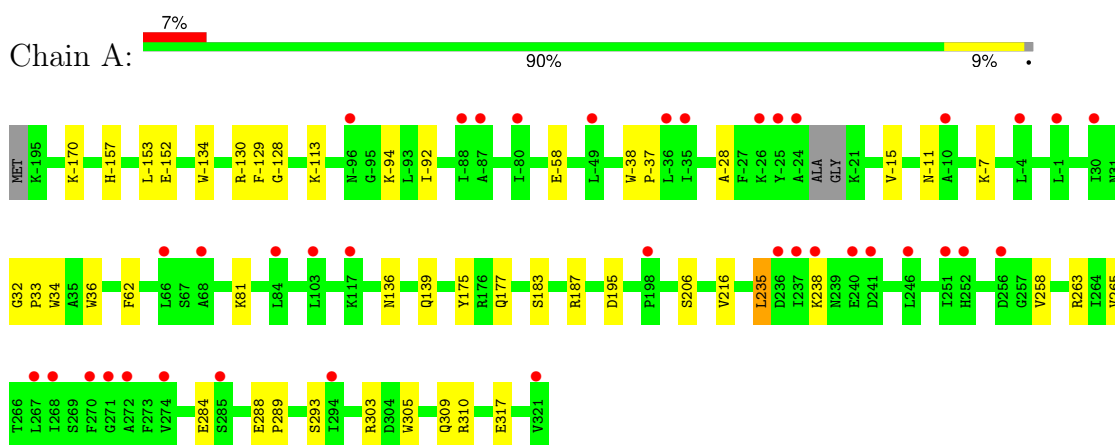 7%
Chain A:
90% 9% •
MET K-195 K-170 H-157 L-153 E-152 W-134 R-130 F-129 G-128 K-113 N-96 G-95 K-94 L-93 I-92 I-88 A-87 I-80 E-58 L-49 W-38 P-37 L-36 I-35 A-28 F-27 K-26 Y-25 A-24 ALA GLY K-21 V-15 N-11 A-10 K-7 L-4 L-1 I30 N31
G32 P33 W34 A35 W36 F62 L66 S67 A68 K81 L84 L103 K117 N136 Q139 Y175 R176 Q177 S183 R187 D195 P198 S206 V216 L235 D236 I237 K238 N239 E240 D241 L246 I251 H252 D256 G257 V258 R263 I264 V265
T266 L267 I268 S269 F270 G271 A272 F273 V274 E284 S285 E288 P289 S293 I294 R303 D304 W305 Q309 R310 E317 V321